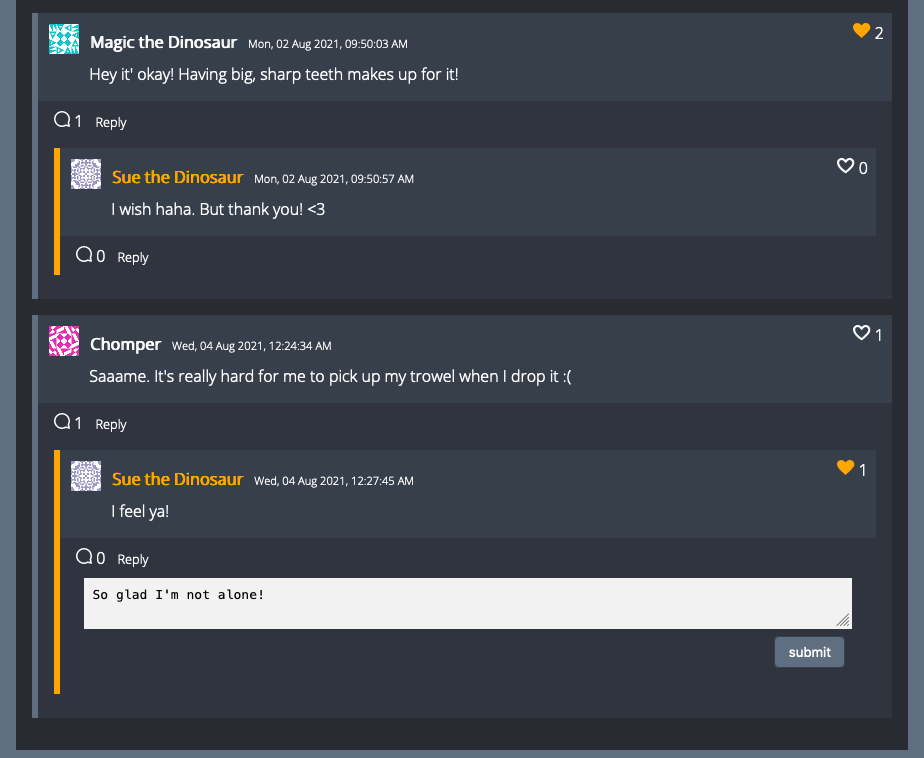 Magic the Dinosaur Mon, 02 Aug 2021, 09:50:03 AM 2
Hey it' okay! Having big, sharp teeth makes up for it!
1 Reply
Sue the Dinosaur Mon, 02 Aug 2021, 09:50:57 AM 0
I wish haha. But thank you! <3
0 Reply
Chomper Wed, 04 Aug 2021, 12:24:34 AM 1
Saaame. It's really hard for me to pick up my trowel when I drop it :(
1 Reply
Sue the Dinosaur Wed, 04 Aug 2021, 12:27:45 AM 1
I feel ya!
0 Reply
So glad I'm not alone!
submit